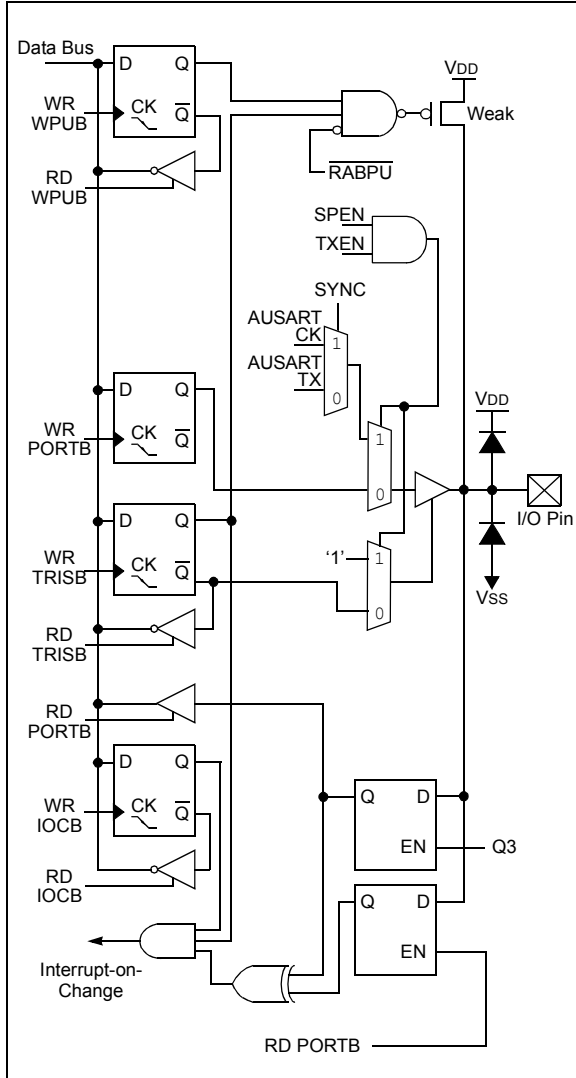 Data Bus
D Q
WR
WPUB
CK Q̅
VDD
Weak
RD
WPUB
R̅A̅B̅P̅U̅
SPEN
TXEN
SYNC
AUSART
CK
1
AUSART
TX
0
D Q
WR
PORTB
CK Q̅
1
0
VDD
I/O Pin
D Q
WR
TRISB
CK Q̅
‘1’
1
0
VSS
RD
TRISB
RD
PORTB
D Q
WR
IOCB
CK Q̅
Q D
EN
Q3
RD
IOCB
Q D
EN
Interrupt-on-
Change
RD PORTB